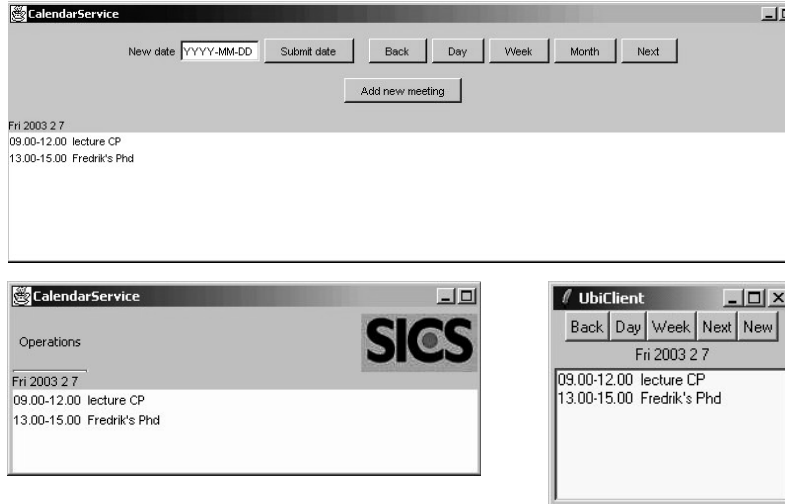 CalendarService
New date YYYY-MM-DD Submit date Back Day Week Month Next
Add new meeting
Fri 2003 2 7
09.00-12.00 lecture CP
13.00-15.00 Fredrik's Phd
CalendarService
Operations
SICS
Fri 2003 2 7
09.00-12.00 lecture CP
13.00-15.00 Fredrik's Phd
UbiClient
Back Day Week Next New
Fri 2003 2 7
09.00-12.00 lecture CP
13.00-15.00 Fredrik's Phd